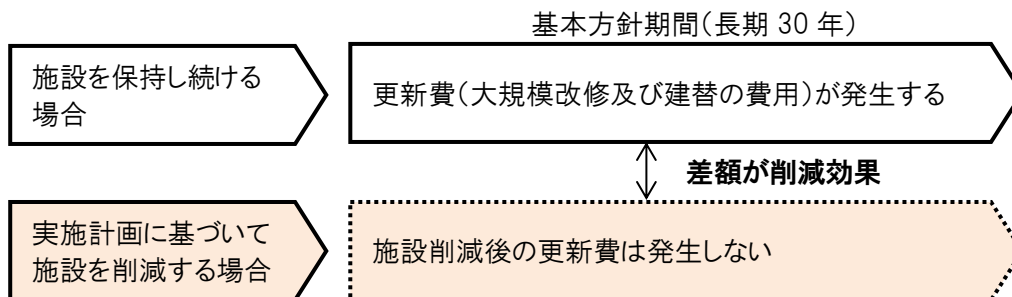 基本方針期間(長期 30 年)
施設を保持し続ける
場合
更新費(大規模改修及び建替の費用)が発生する
差額が削減効果
実施計画に基づいて
施設を削減する場合
施設削減後の更新費は発生しない